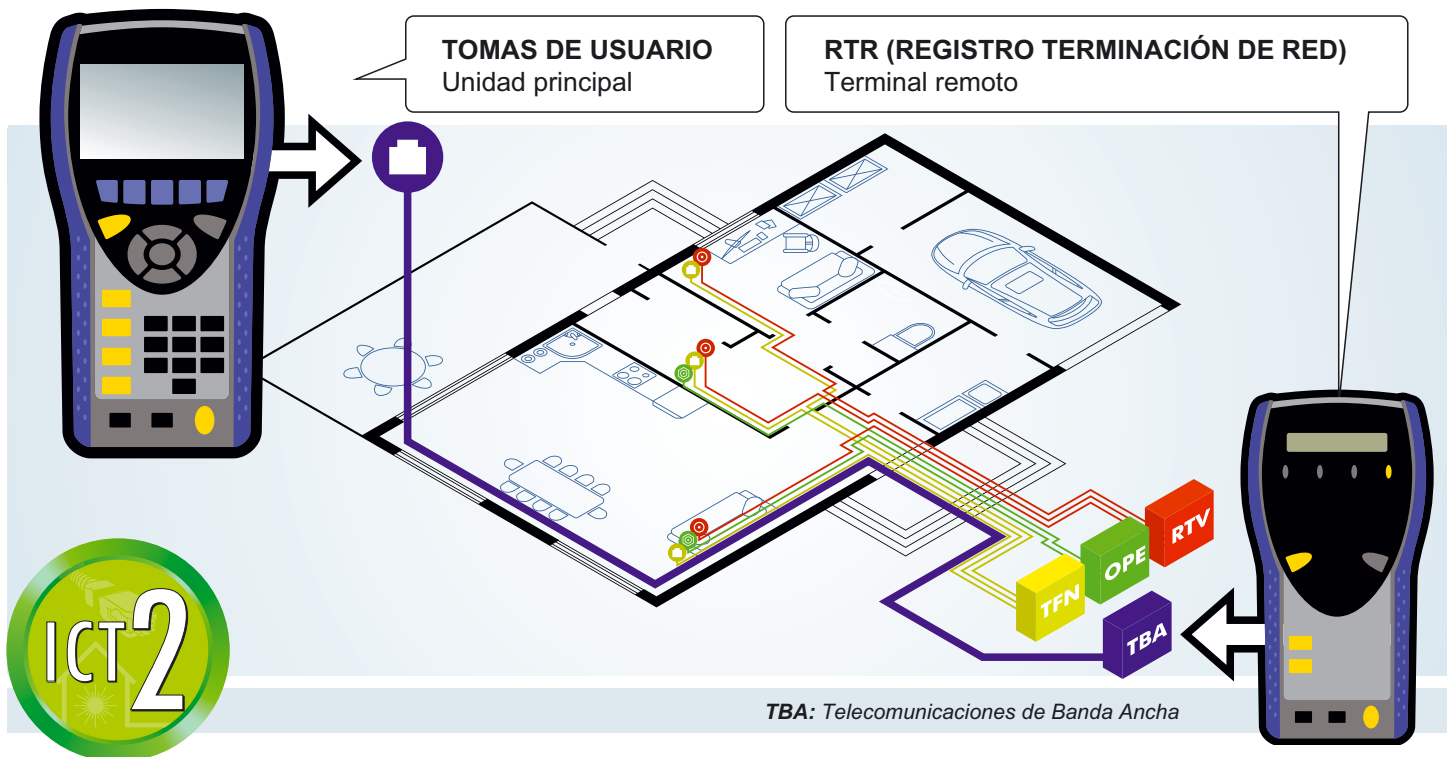 TOMAS DE USUARIO
Unidad principal
RTR (REGISTRO TERMINACIÓN DE RED)
Terminal remoto
RTV
OPE
TFN
TBA
ICT2
TBA: Telecomunicaciones de Banda Ancha